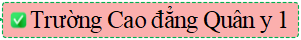 ✅ Trường Cao đẳng Quân y 1